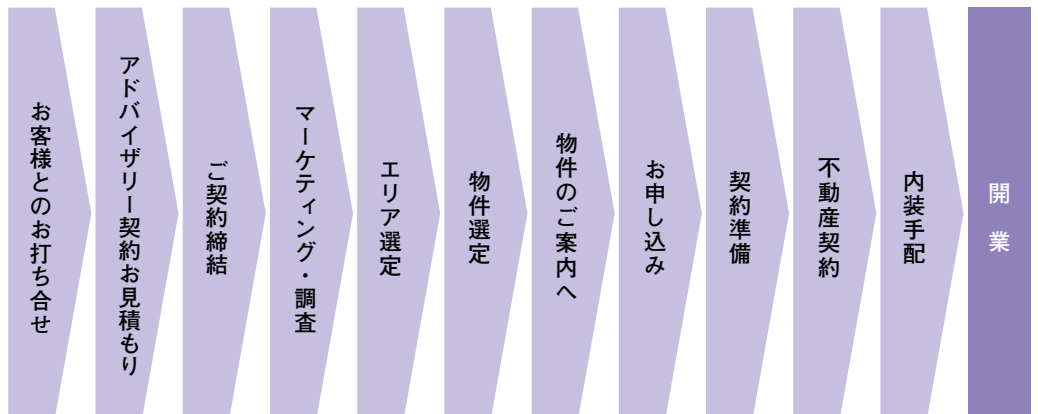 お客様とのお打ち合せ
アドバイザリー契約お見積もり
ご契約締結
マーケティング・調査
エリア選定
物件選定
物件のご案内へ
お申し込み
契約準備
不動産契約
内装手配
開業